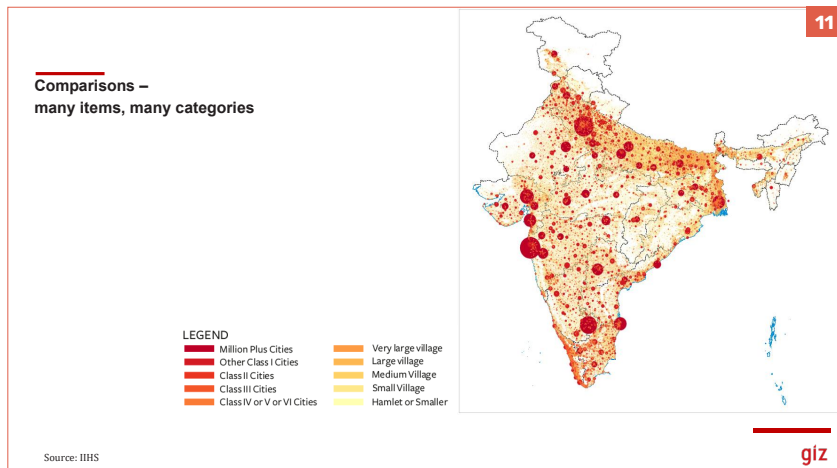 11
Comparisons –
many items, many categories
LEGEND
Million Plus Cities
Other Class I Cities
Class II Cities
Class III Cities
Class IV or V or VI Cities
Very large village
Large village
Medium Village
Small Village
Hamlet or Smaller
Source: IIHS
giz